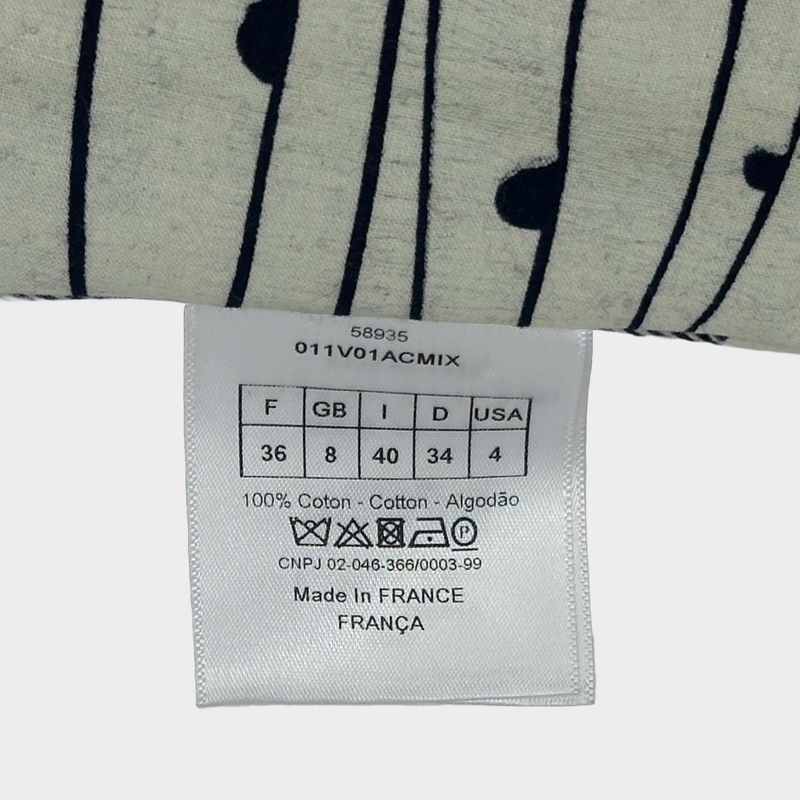 58935
011V01ACMIX
F GB I D USA
36 8 40 34 4
100% Coton - Cotton - Algodão
P
CNPJ 02-046-366/0003-99
Made In FRANCE
FRANÇA